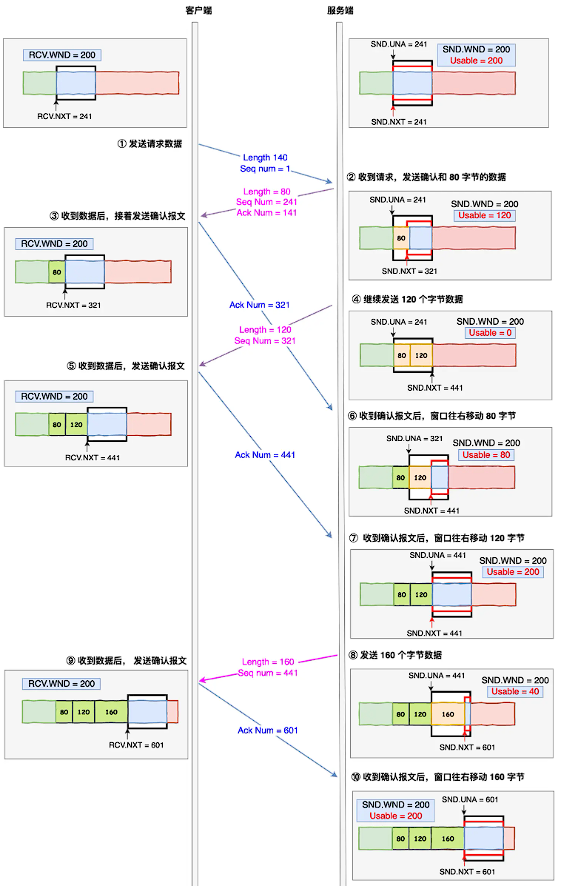 客户端
服务端
RCV.WND = 200
RCV.NXT = 241
SND.UNA = 241
SND.WND = 200
Usable = 200
SND.NXT = 241
① 发送请求数据
Length 140
Seq num = 1
② 收到请求，发送确认和 80 字节的数据
Length = 80
Seq Num = 241
Ack Num = 141
SND.UNA = 241
SND.WND = 200
Usable = 120
80
SND.NXT = 321
③ 收到数据后，接着发送确认报文
RCV.WND = 200
80
RCV.NXT = 321
Ack Num = 321
④ 继续发送 120 个字节数据
Length = 120
Seq Num = 321
SND.UNA = 241
SND.WND = 200
Usable = 0
80
120
SND.NXT = 441
⑤ 收到数据后，发送确认报文
RCV.WND = 200
80
120
RCV.NXT = 441
Ack Num = 441
⑥ 收到确认报文后，窗口往右移动 80 字节
SND.UNA = 321
SND.WND = 200
Usable = 80
80
120
SND.NXT = 441
⑦ 收到确认报文后，窗口往右移动 120 字节
SND.UNA = 441
SND.WND = 200
Usable = 200
80
120
SND.NXT = 441
⑧ 发送 160 个字节数据
Length = 160
Seq num = 441
SND.UNA = 441
SND.WND = 200
Usable = 40
80
120
160
SND.NXT = 601
⑨ 收到数据后， 发送确认报文
RCV.WND = 200
80
120
160
RCV.NXT = 601
Ack Num = 601
⑩ 收到确认报文后，窗口往右移动 160 字节
SND.WND = 200
Usable = 200
SND.UNA = 601
80
120
160
SND.NXT = 601